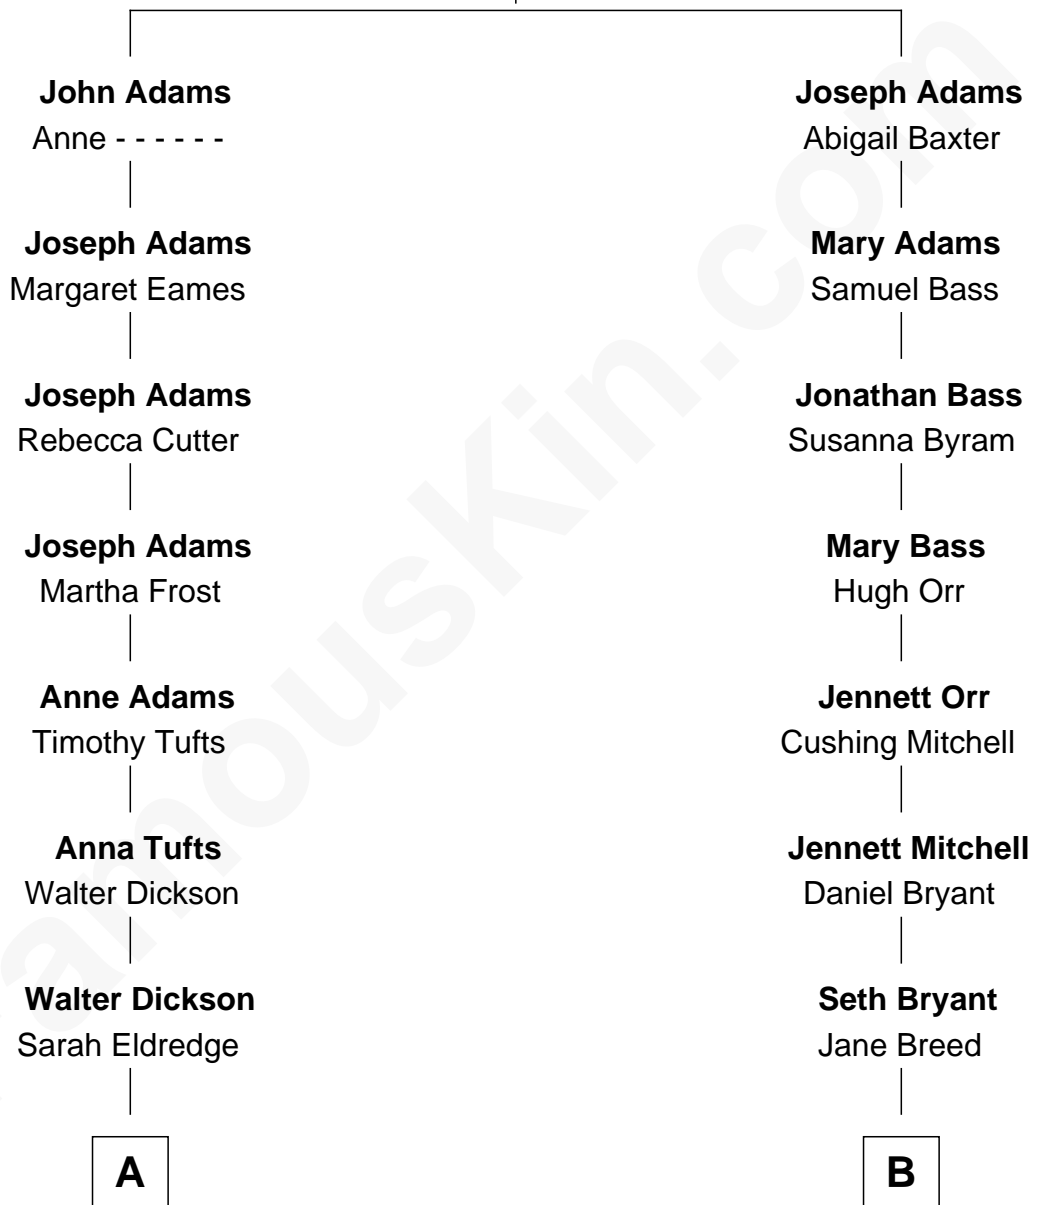 John Adams
Anne - - - - - -
Joseph Adams
Margaret Eames
Joseph Adams
Rebecca Cutter
Joseph Adams
Martha Frost
Anne Adams
Timothy Tufts
Anna Tufts
Walter Dickson
Walter Dickson
Sarah Eldredge
A
Joseph Adams
Abigail Baxter
Mary Adams
Samuel Bass
Jonathan Bass
Susanna Byram
Mary Bass
Hugh Orr
Jennett Orr
Cushing Mitchell
Jennett Mitchell
Daniel Bryant
Seth Bryant
Jane Breed
B
amousKin.com